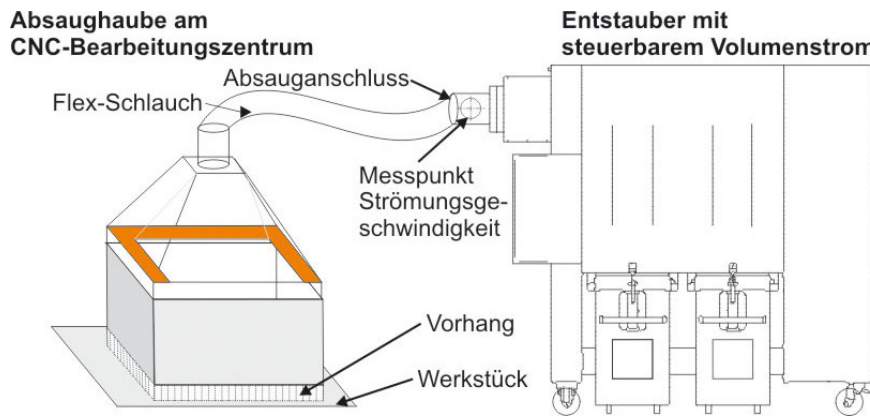 Absaughaube am
CNC-Bearbeitungszentrum
Entstauber mit
steuerbarem Volumenstrom
Absauganschluss
Flex-Schlauch
Messpunkt
Strömungsge-
schwindigkeit
Vorhang
Werkstück